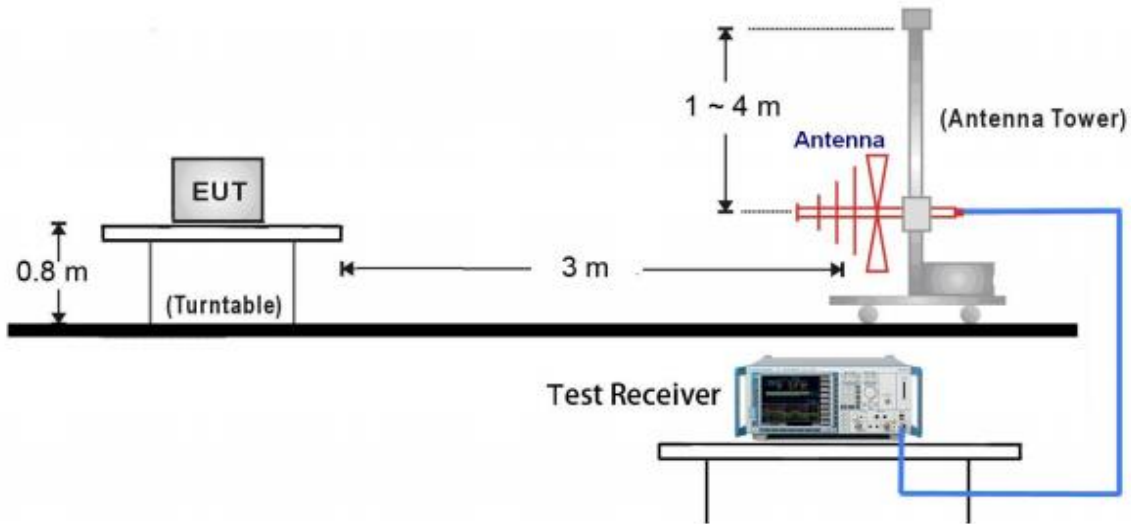 1 ~ 4 m
(Antenna Tower)
Antenna
EUT
0.8 m
3 m
(Turntable)
Test Receiver